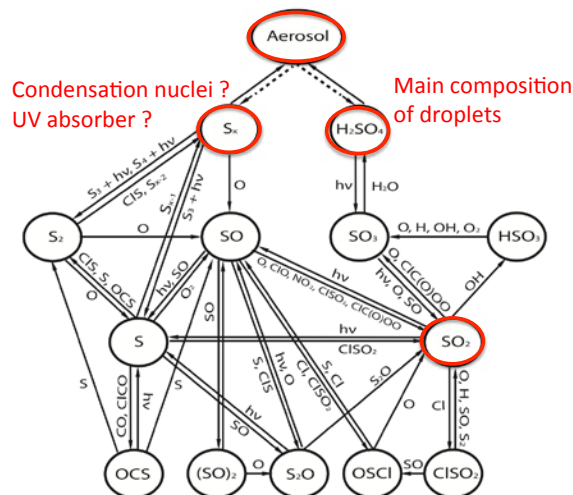 Aerosol
Condensation nuclei ?
UV absorber ?
Main composition
of droplets
Sₓ
H₂SO₄
S₃ + hν, S₄ + hν
ClS, Sₓ₋₂
Sₓ₋₁
S₃ + hν
O
hν
H₂O
S₂
O
SO
SO₃
O, H, OH, O₂
HSO₃
ClS, S, OCS
O
hν, SO
O₂
hν
O, ClO, NO₂, ClSO₂, ClC(O)OO
O, ClC(O)OO
hν, O, SO
OH
S
hν
ClSO₂
SO₂
S
CO, ClCO
hν
S
hν
SO
SO
hν, O
S, ClS
S, Cl
Cl, ClSO₂
S₂O
O
Cl
O, H, SO, S₂
OCS
(SO)₂
O
S₂O
OSCl
SO
ClSO₂